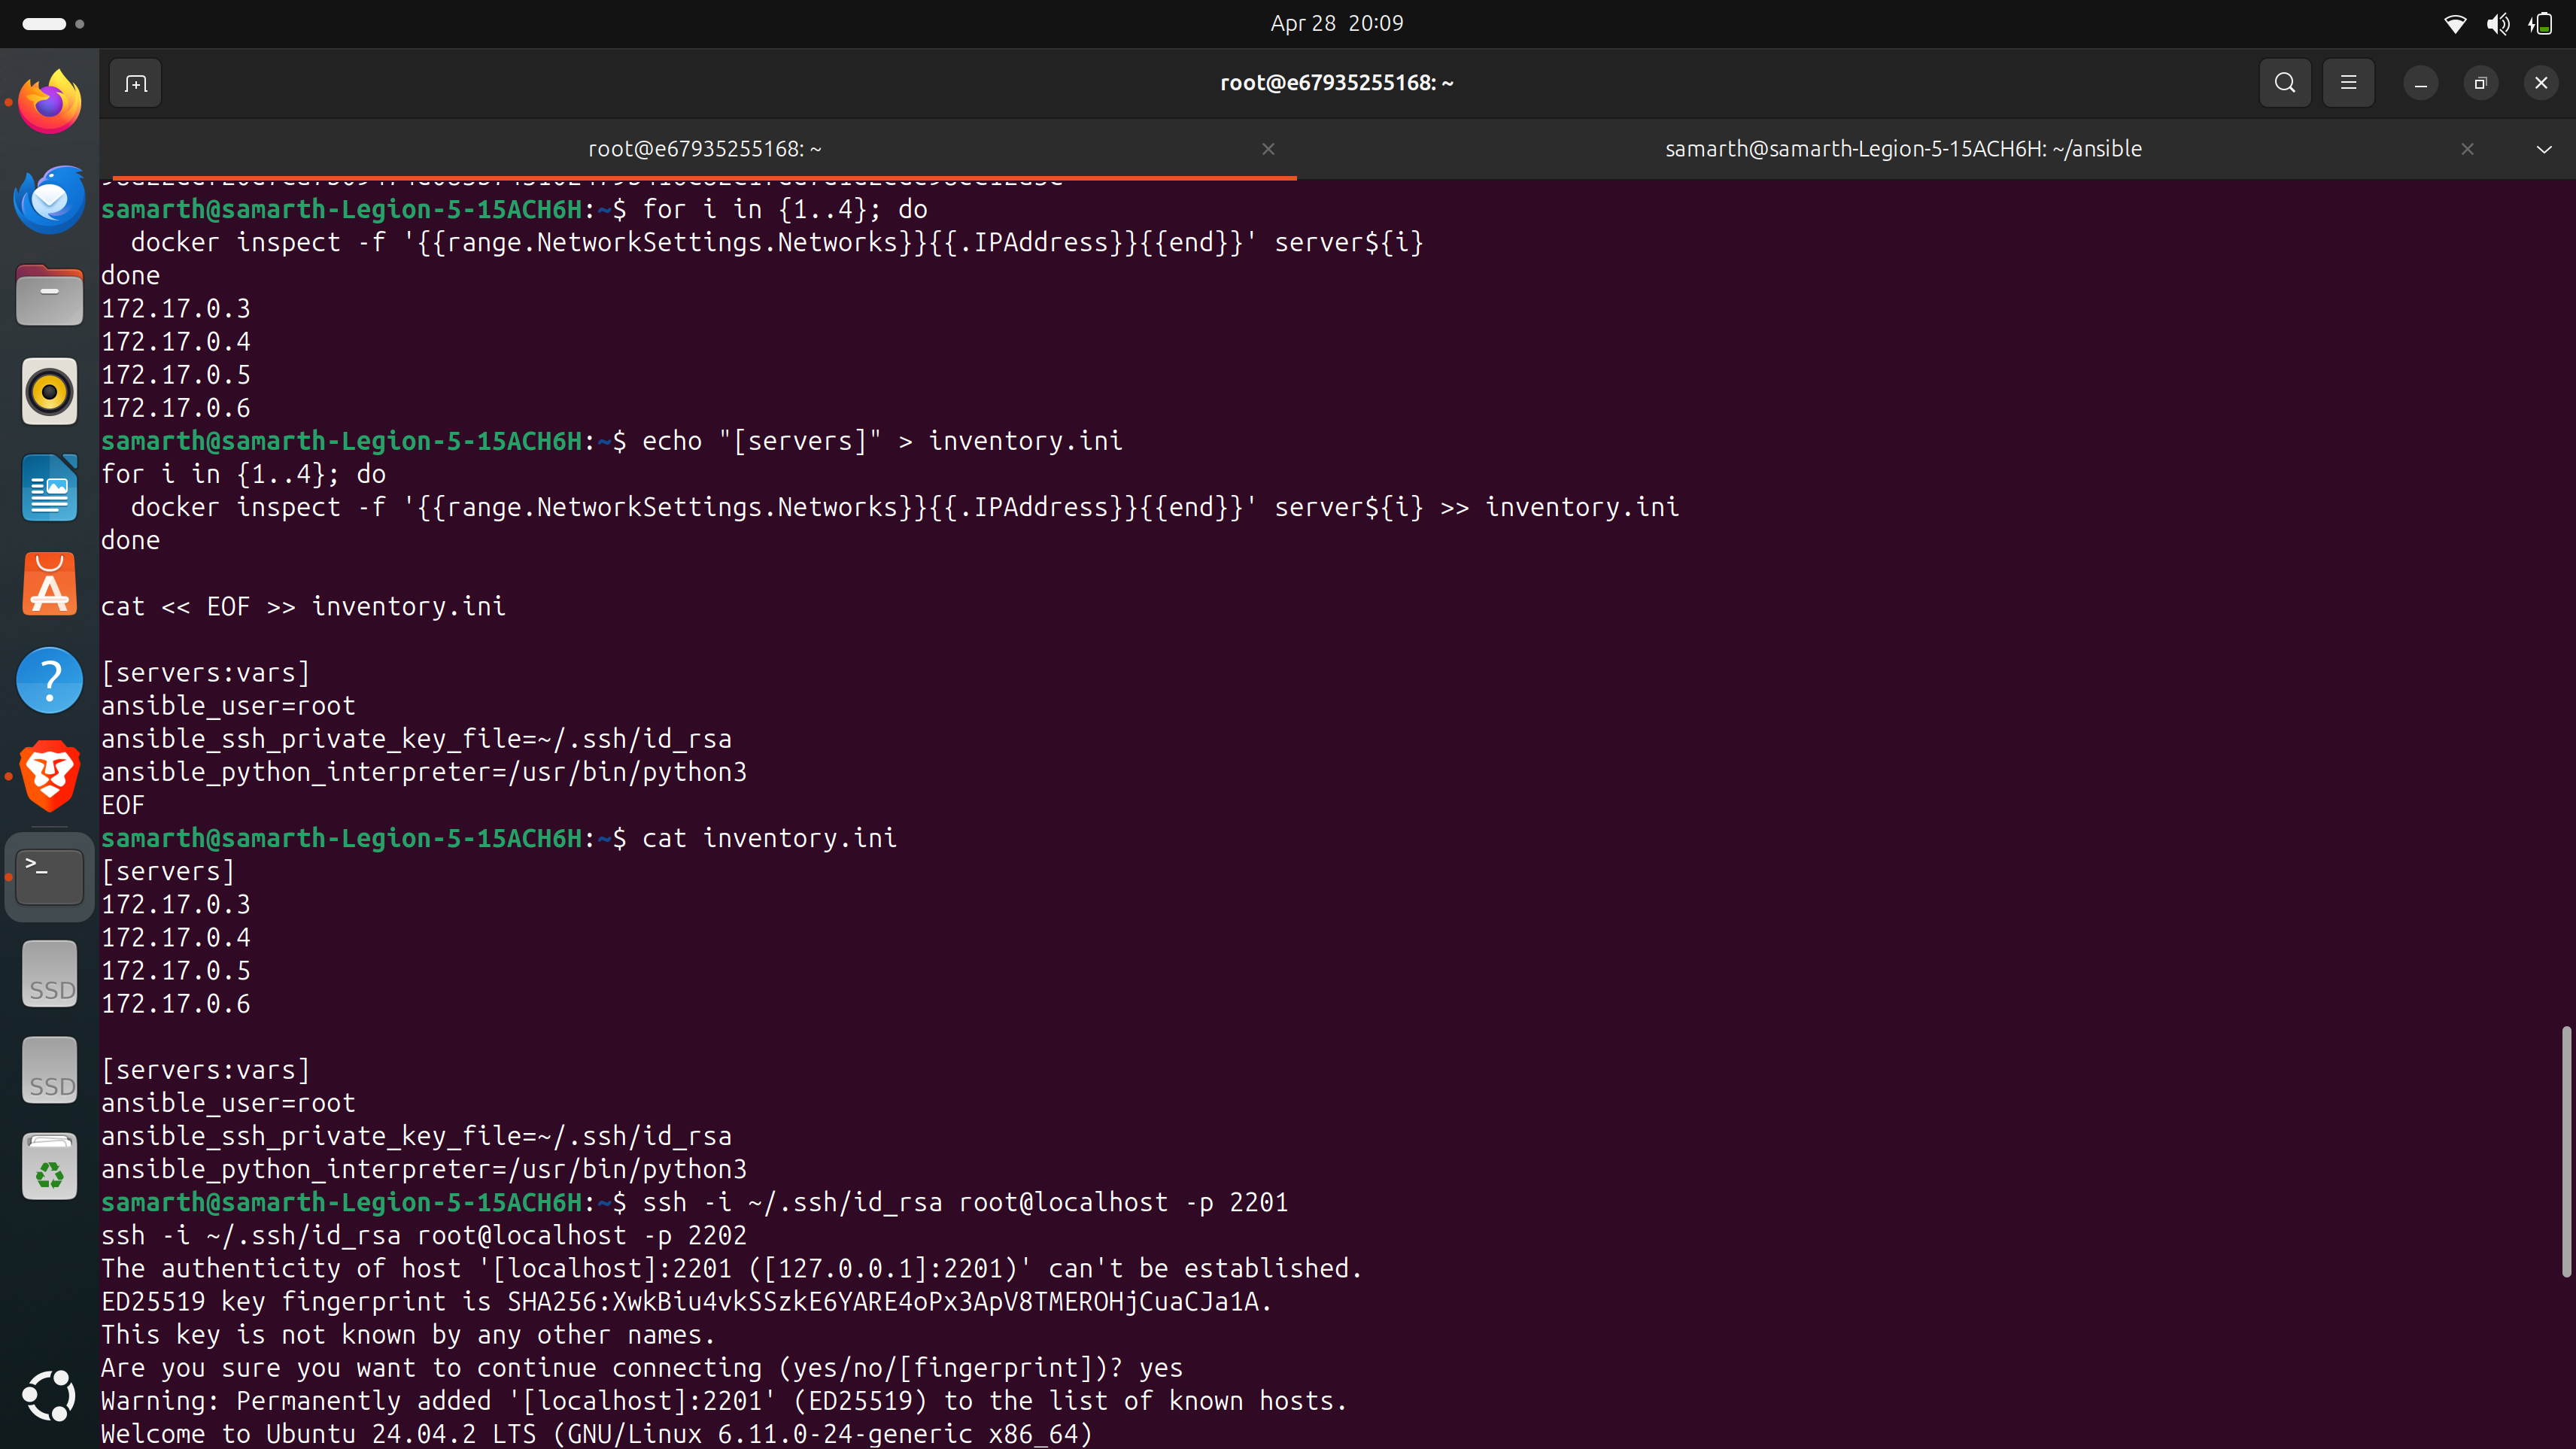 Apr 28 20:09
root@e67935255168: ~
root@e67935255168: ~
samarth@samarth-Legion-5-15ACH6H: ~/ansible
samarth@samarth-Legion-5-15ACH6H:~$ for i in {1..4}; do
  docker inspect -f '{{range.NetworkSettings.Networks}}{{.IPAddress}}{{end}}' server${i}
done
172.17.0.3
172.17.0.4
172.17.0.5
172.17.0.6
samarth@samarth-Legion-5-15ACH6H:~$ echo "[servers]" > inventory.ini
for i in {1..4}; do
  docker inspect -f '{{range.NetworkSettings.Networks}}{{.IPAddress}}{{end}}' server${i} >> inventory.ini
done
cat << EOF >> inventory.ini
[servers:vars]
ansible_user=root
ansible_ssh_private_key_file=~/.ssh/id_rsa
ansible_python_interpreter=/usr/bin/python3
EOF
samarth@samarth-Legion-5-15ACH6H:~$ cat inventory.ini
[servers]
172.17.0.3
172.17.0.4
172.17.0.5
172.17.0.6
[servers:vars]
ansible_user=root
ansible_ssh_private_key_file=~/.ssh/id_rsa
ansible_python_interpreter=/usr/bin/python3
samarth@samarth-Legion-5-15ACH6H:~$ ssh -i ~/.ssh/id_rsa root@localhost -p 2201
ssh -i ~/.ssh/id_rsa root@localhost -p 2202
The authenticity of host '[localhost]:2201 ([127.0.0.1]:2201)' can't be established.
ED25519 key fingerprint is SHA256:XwkBiu4vkSSzkE6YARE4oPx3ApV8TMEROHjCuaCJa1A.
This key is not known by any other names.
Are you sure you want to continue connecting (yes/no/[fingerprint])? yes
Warning: Permanently added '[localhost]:2201' (ED25519) to the list of known hosts.
Welcome to Ubuntu 24.04.2 LTS (GNU/Linux 6.11.0-24-generic x86_64)
SSD
SSD